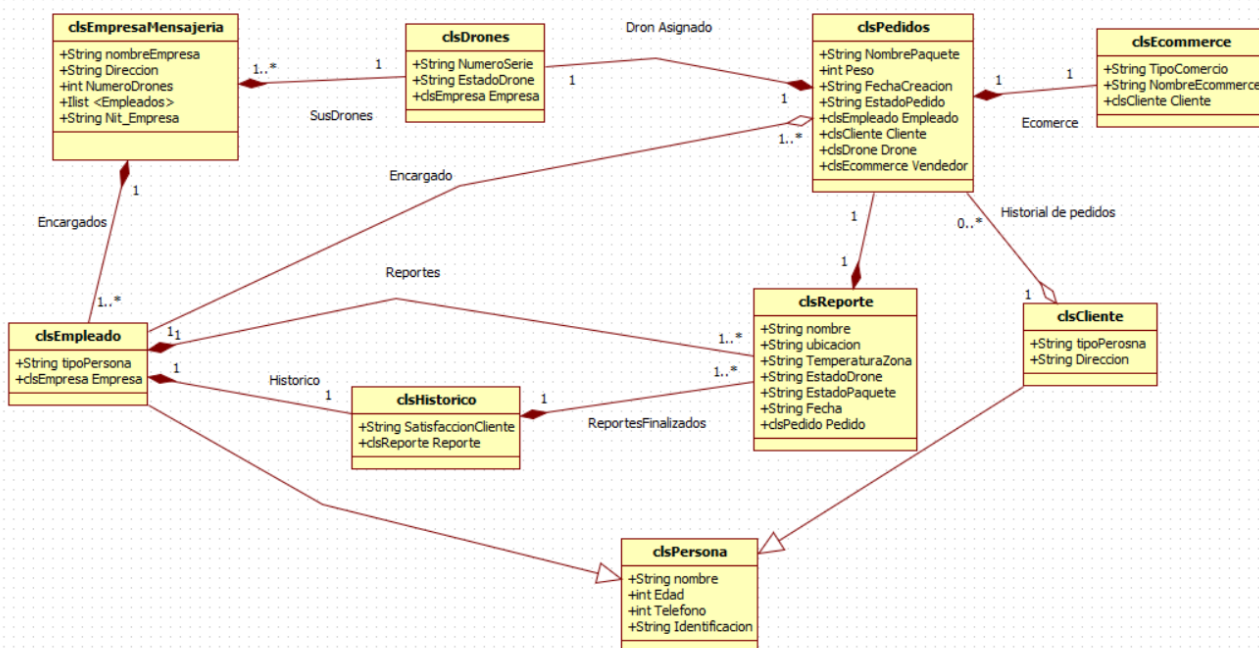 clsEmpresaMensajeria
+String nombreEmpresa
+String Direccion
+int NumeroDrones
+Ilist <Empleados>
+String Nit_Empresa
1..*
1
SusDrones
clsDrones
+String NumeroSerie
+String EstadoDrone
+clsEmpresa Empresa
Dron Asignado
1
1
clsPedidos
+String NombrePaquete
+int Peso
+String FechaCreacion
+String EstadoPedido
+clsEmpleado Empleado
+clsCliente Cliente
+clsDrone Drone
+clsEcommerce Vendedor
1
1
Ecomerce
clsEcommerce
+String TipoComercio
+String NombreEcommerce
+clsCliente Cliente
1
Encargados
1..*
Encargado
1..*
1
1
Historial de pedidos
0..*
1
1
Reportes
1
1..*
clsEmpleado
+String tipoPersona
+clsEmpresa Empresa
1
Historico
1
clsHistorico
+String SatisfaccionCliente
+clsReporte Reporte
1
1..*
ReportesFinalizados
clsReporte
+String nombre
+String ubicacion
+String TemperaturaZona
+String EstadoDrone
+String EstadoPaquete
+String Fecha
+clsPedido Pedido
clsCliente
+String tipoPerosna
+String Direccion
clsPersona
+String nombre
+int Edad
+int Telefono
+String Identificacion